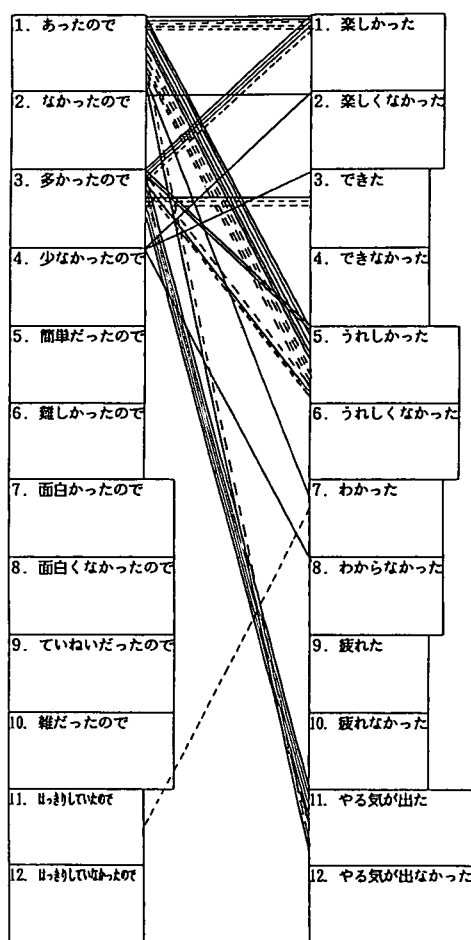 1. あったので
2. なかったので
3. 多かったので
4. 少なかったので
5. 簡単だったので
6. 難しかったので
7. 面白かったので
8. 面白くなかったので
9. ていねいだったので
10. 雑だったので
11. はっきりしていたので
12. はっきりしていなかったので
1. 楽しかった
2. 楽しくなかった
3. できた
4. できなかった
5. うれしかった
6. うれしくなかった
7. わかった
8. わからなかった
9. 疲れた
10. 疲れなかった
11. やる気が出た
12. やる気が出なかった